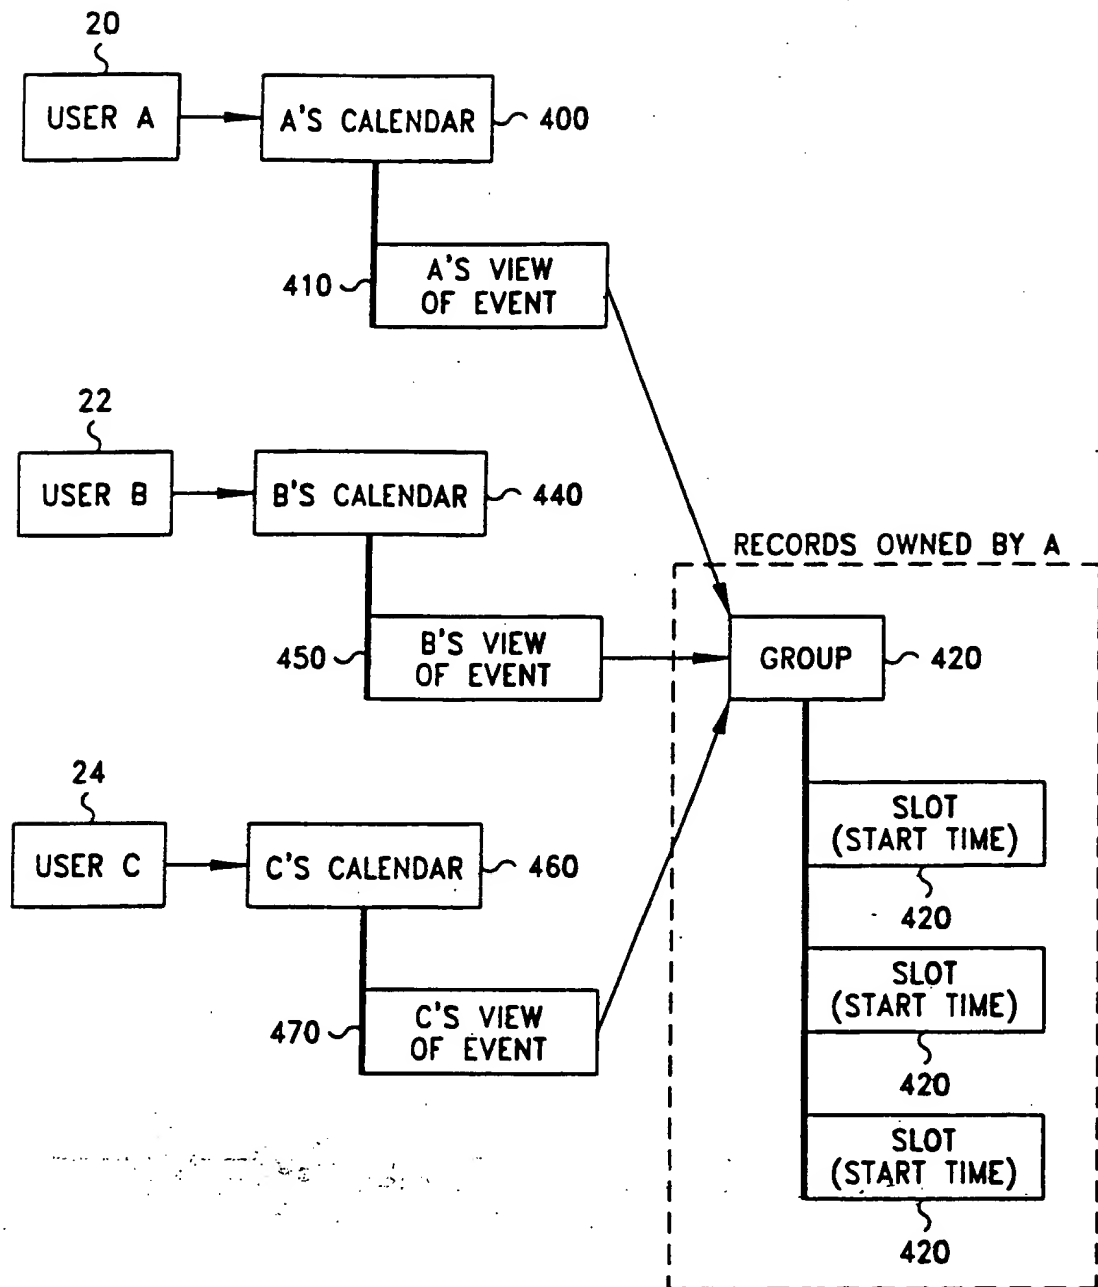 20
USER A
A'S CALENDAR
400
410
A'S VIEW
OF EVENT
22
USER B
B'S CALENDAR
440
RECORDS OWNED BY A
450
B'S VIEW
OF EVENT
GROUP
420
24
USER C
C'S CALENDAR
460
SLOT
(START TIME)
420
470
C'S VIEW
OF EVENT
SLOT
(START TIME)
420
SLOT
(START TIME)
420